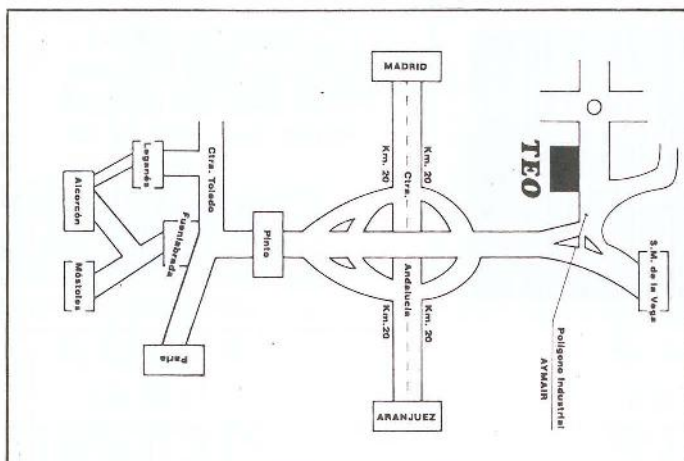 MADRID
Km. 20
Ctra.
Km. 20
Andalucía
Km.20
Km. 20
ARANJUEZ
TEO
S.M. de la Vega
Polígono Industrial
AYMAIR
Pinto
Ctra. Toledo
Leganés
Alcorcón
Fuenlabrada
Móstoles
Parla